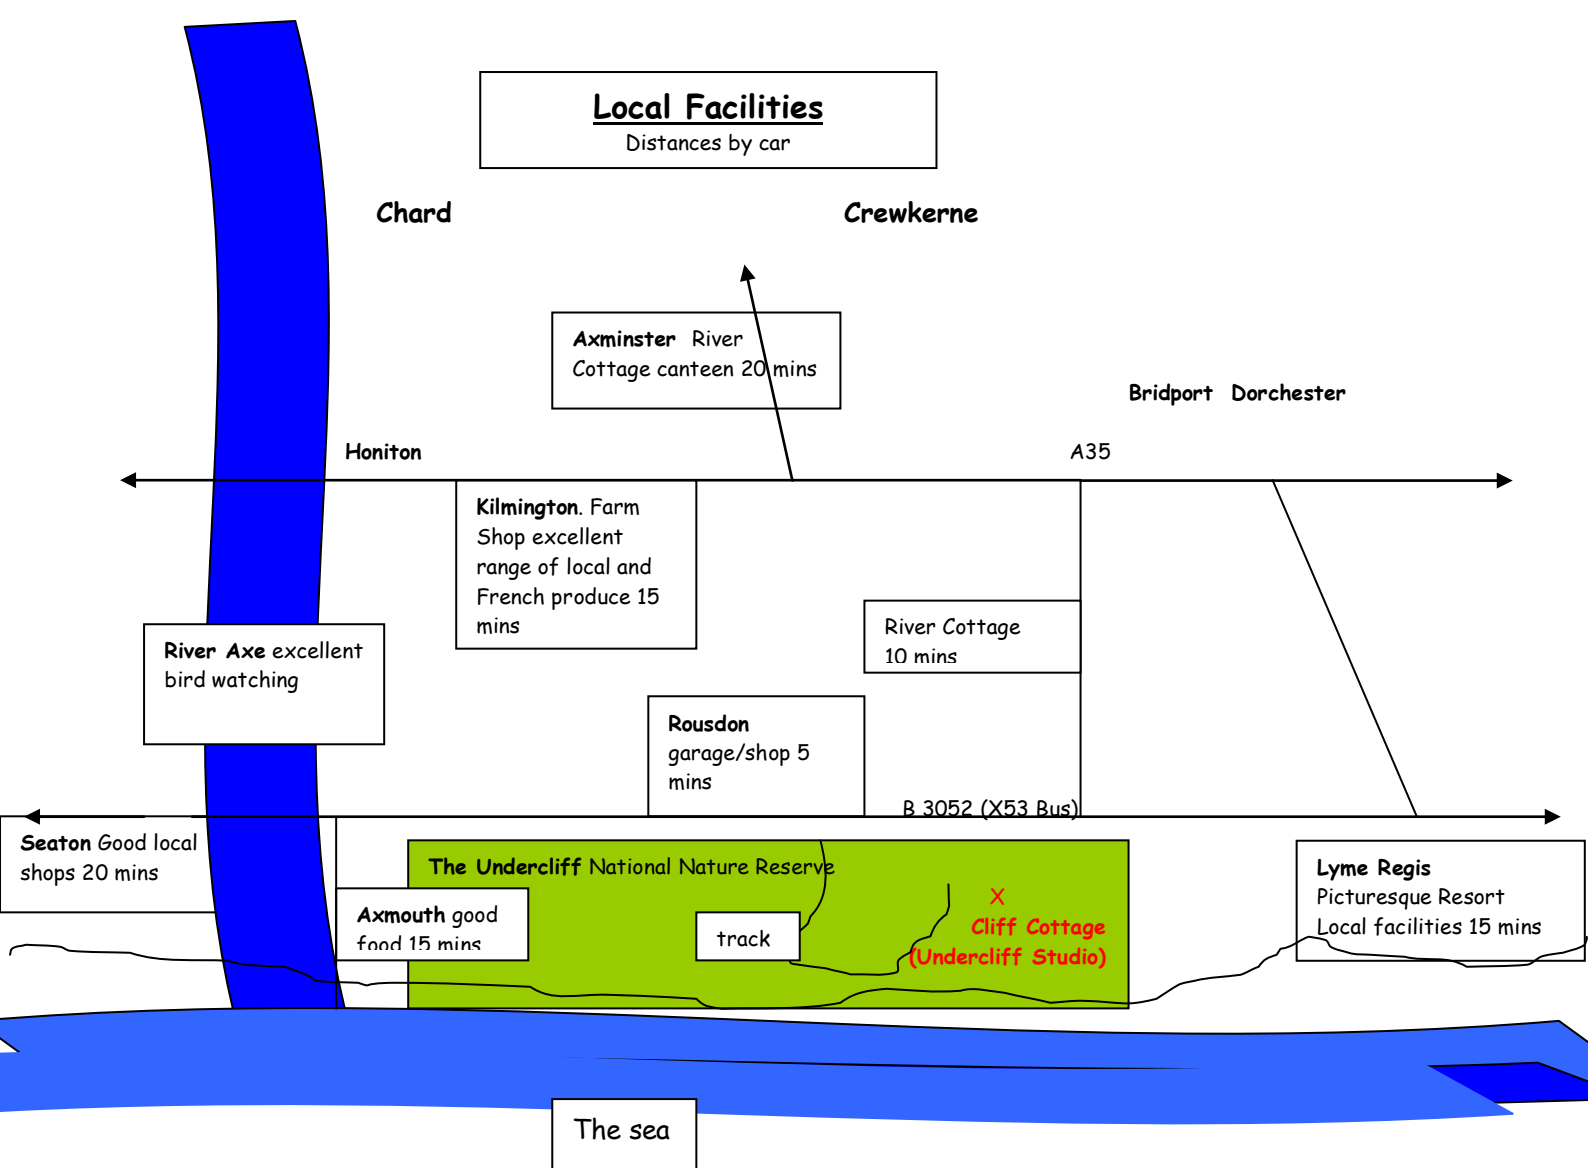 Local Facilities
Distances by car
Chard
Crewkerne
Axminster River
Cottage canteen 20 mins
Bridport Dorchester
Honiton
A35
Kilmington. Farm
Shop excellent
range of local and
French produce 15
mins
River Cottage
10 mins
River Axe excellent
bird watching
Rousdon
garage/shop 5
mins
B 3052 (X53 Bus)
Seaton Good local
shops 20 mins
The Undercliff National Nature Reserve
Lyme Regis
Picturesque Resort
Local facilities 15 mins
X
Cliff Cottage
(Undercliff Studio)
Axmouth good
food 15 mins
track
The sea